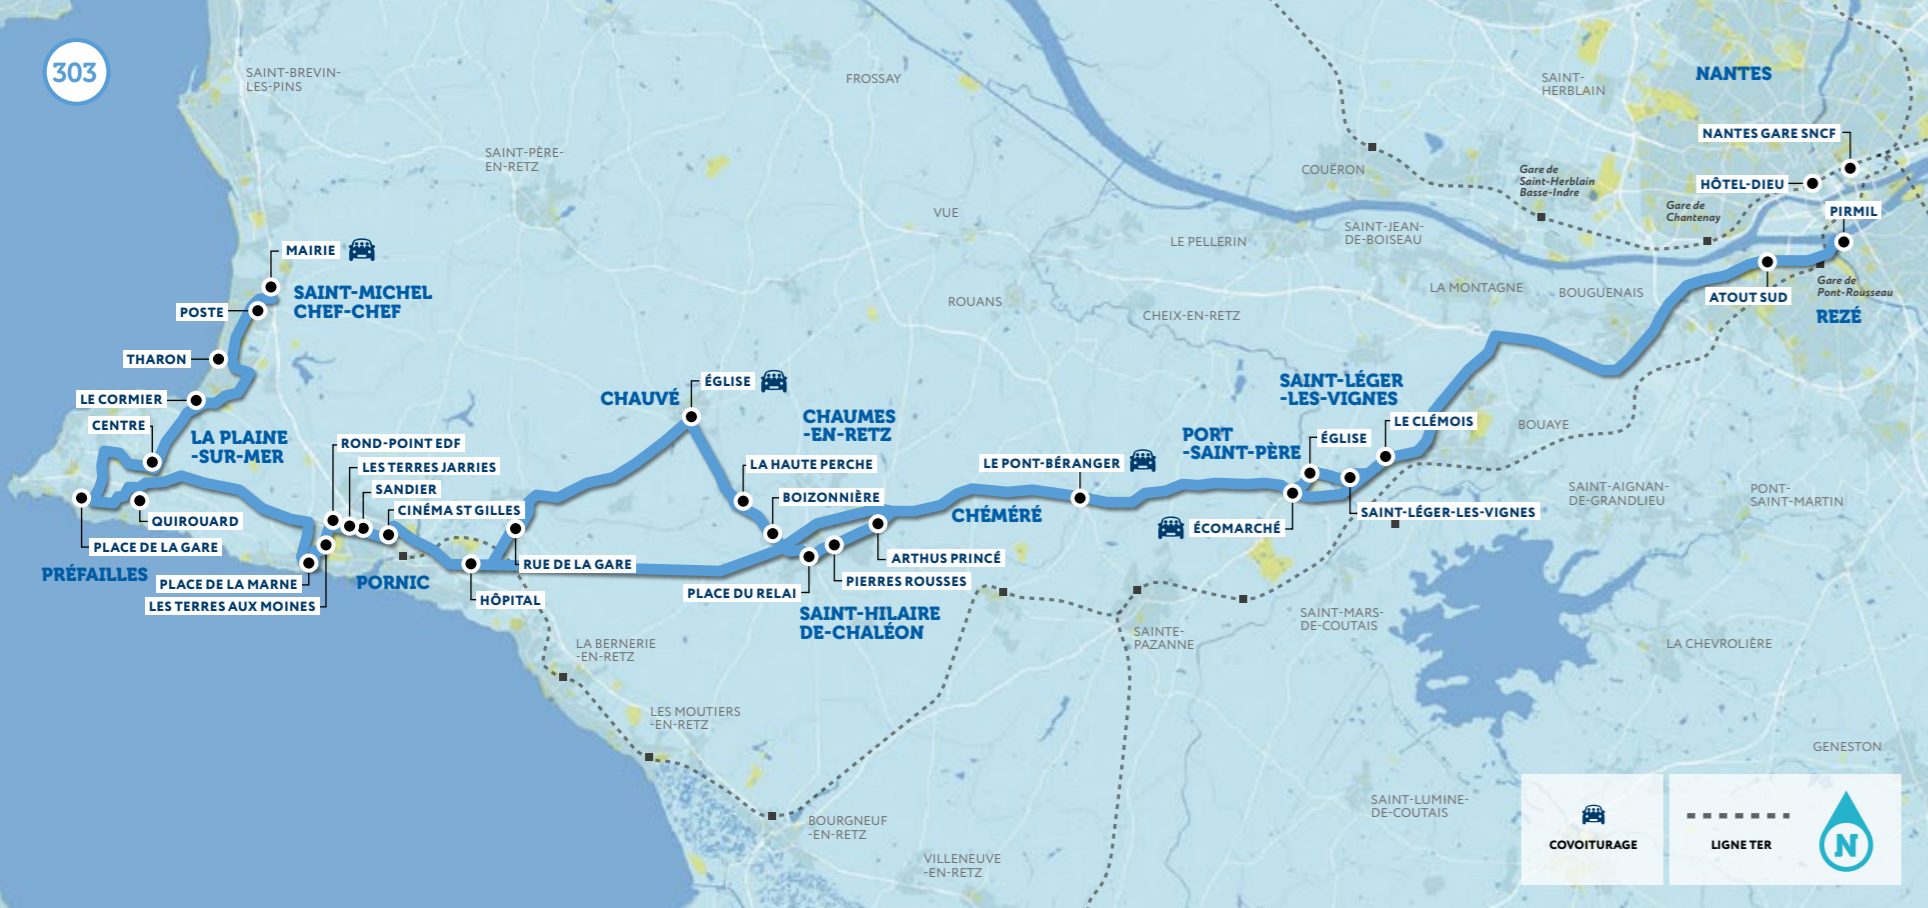 303
SAINT-BREVIN-
LES-PINS
FROSSAY
SAINT-
HERBLAIN
NANTES
NANTES GARE SNCF
SAINT-PÈRE-
EN-RETZ
COUËRON
Gare de
Saint-Herblain
Basse-Indre
HÔTEL-DIEU
Gare de
Chantenay
PIRMIL
VUE
LE PELLERIN
SAINT-JEAN-
DE-BOISEAU
MAIRIE
SAINT-MICHEL
CHEF-CHEF
POSTE
ROUANS
CHEIX-EN-RETZ
LA MONTAGNE
BOUGUENAIS
ATOUT SUD
Gare de
Pont-Rousseau
REZÉ
THARON
LE CORMIER
CENTRE
LA PLAINE
-SUR-MER
CHAUVÉ
ÉGLISE
CHAUMES
-EN-RETZ
SAINT-LÉGER
-LES-VIGNES
LE CLÉMOIS
BOUAYE
PORT
-SAINT-PÈRE
ÉGLISE
ROND-POINT EDF
LES TERRES JARRIES
SANDIER
CINÉMA ST GILLES
LA HAUTE PERCHE
BOIZONNIÈRE
LE PONT-BÉRANGER
CHÉMÉRÉ
ÉCOMARCHÉ
SAINT-LÉGER-LES-VIGNES
SAINT-AIGNAN-
DE-GRANDLIEU
PONT-
SAINT-MARTIN
QUIROUARD
PLACE DE LA GARE
PRÉFAILLES
PLACE DE LA MARNE
LES TERRES AUX MOINES
PORNIC
HÔPITAL
RUE DE LA GARE
PLACE DU RELAI
ARTHUS PRINCÉ
PIERRES ROUSSES
SAINT-HILAIRE
DE-CHALÉON
LA BERNERIE
-EN-RETZ
SAINTE-
PAZANNE
SAINT-MARS-
DE-COUTAIS
LA CHEVROLIÈRE
LES MOUTIERS
-EN-RETZ
GENESTON
BOURGNEUF
-EN-RETZ
SAINT-LUMINE-
DE-COUTAIS
VILLENEUVE
-EN-RETZ
COVOITURAGE
LIGNE TER
N